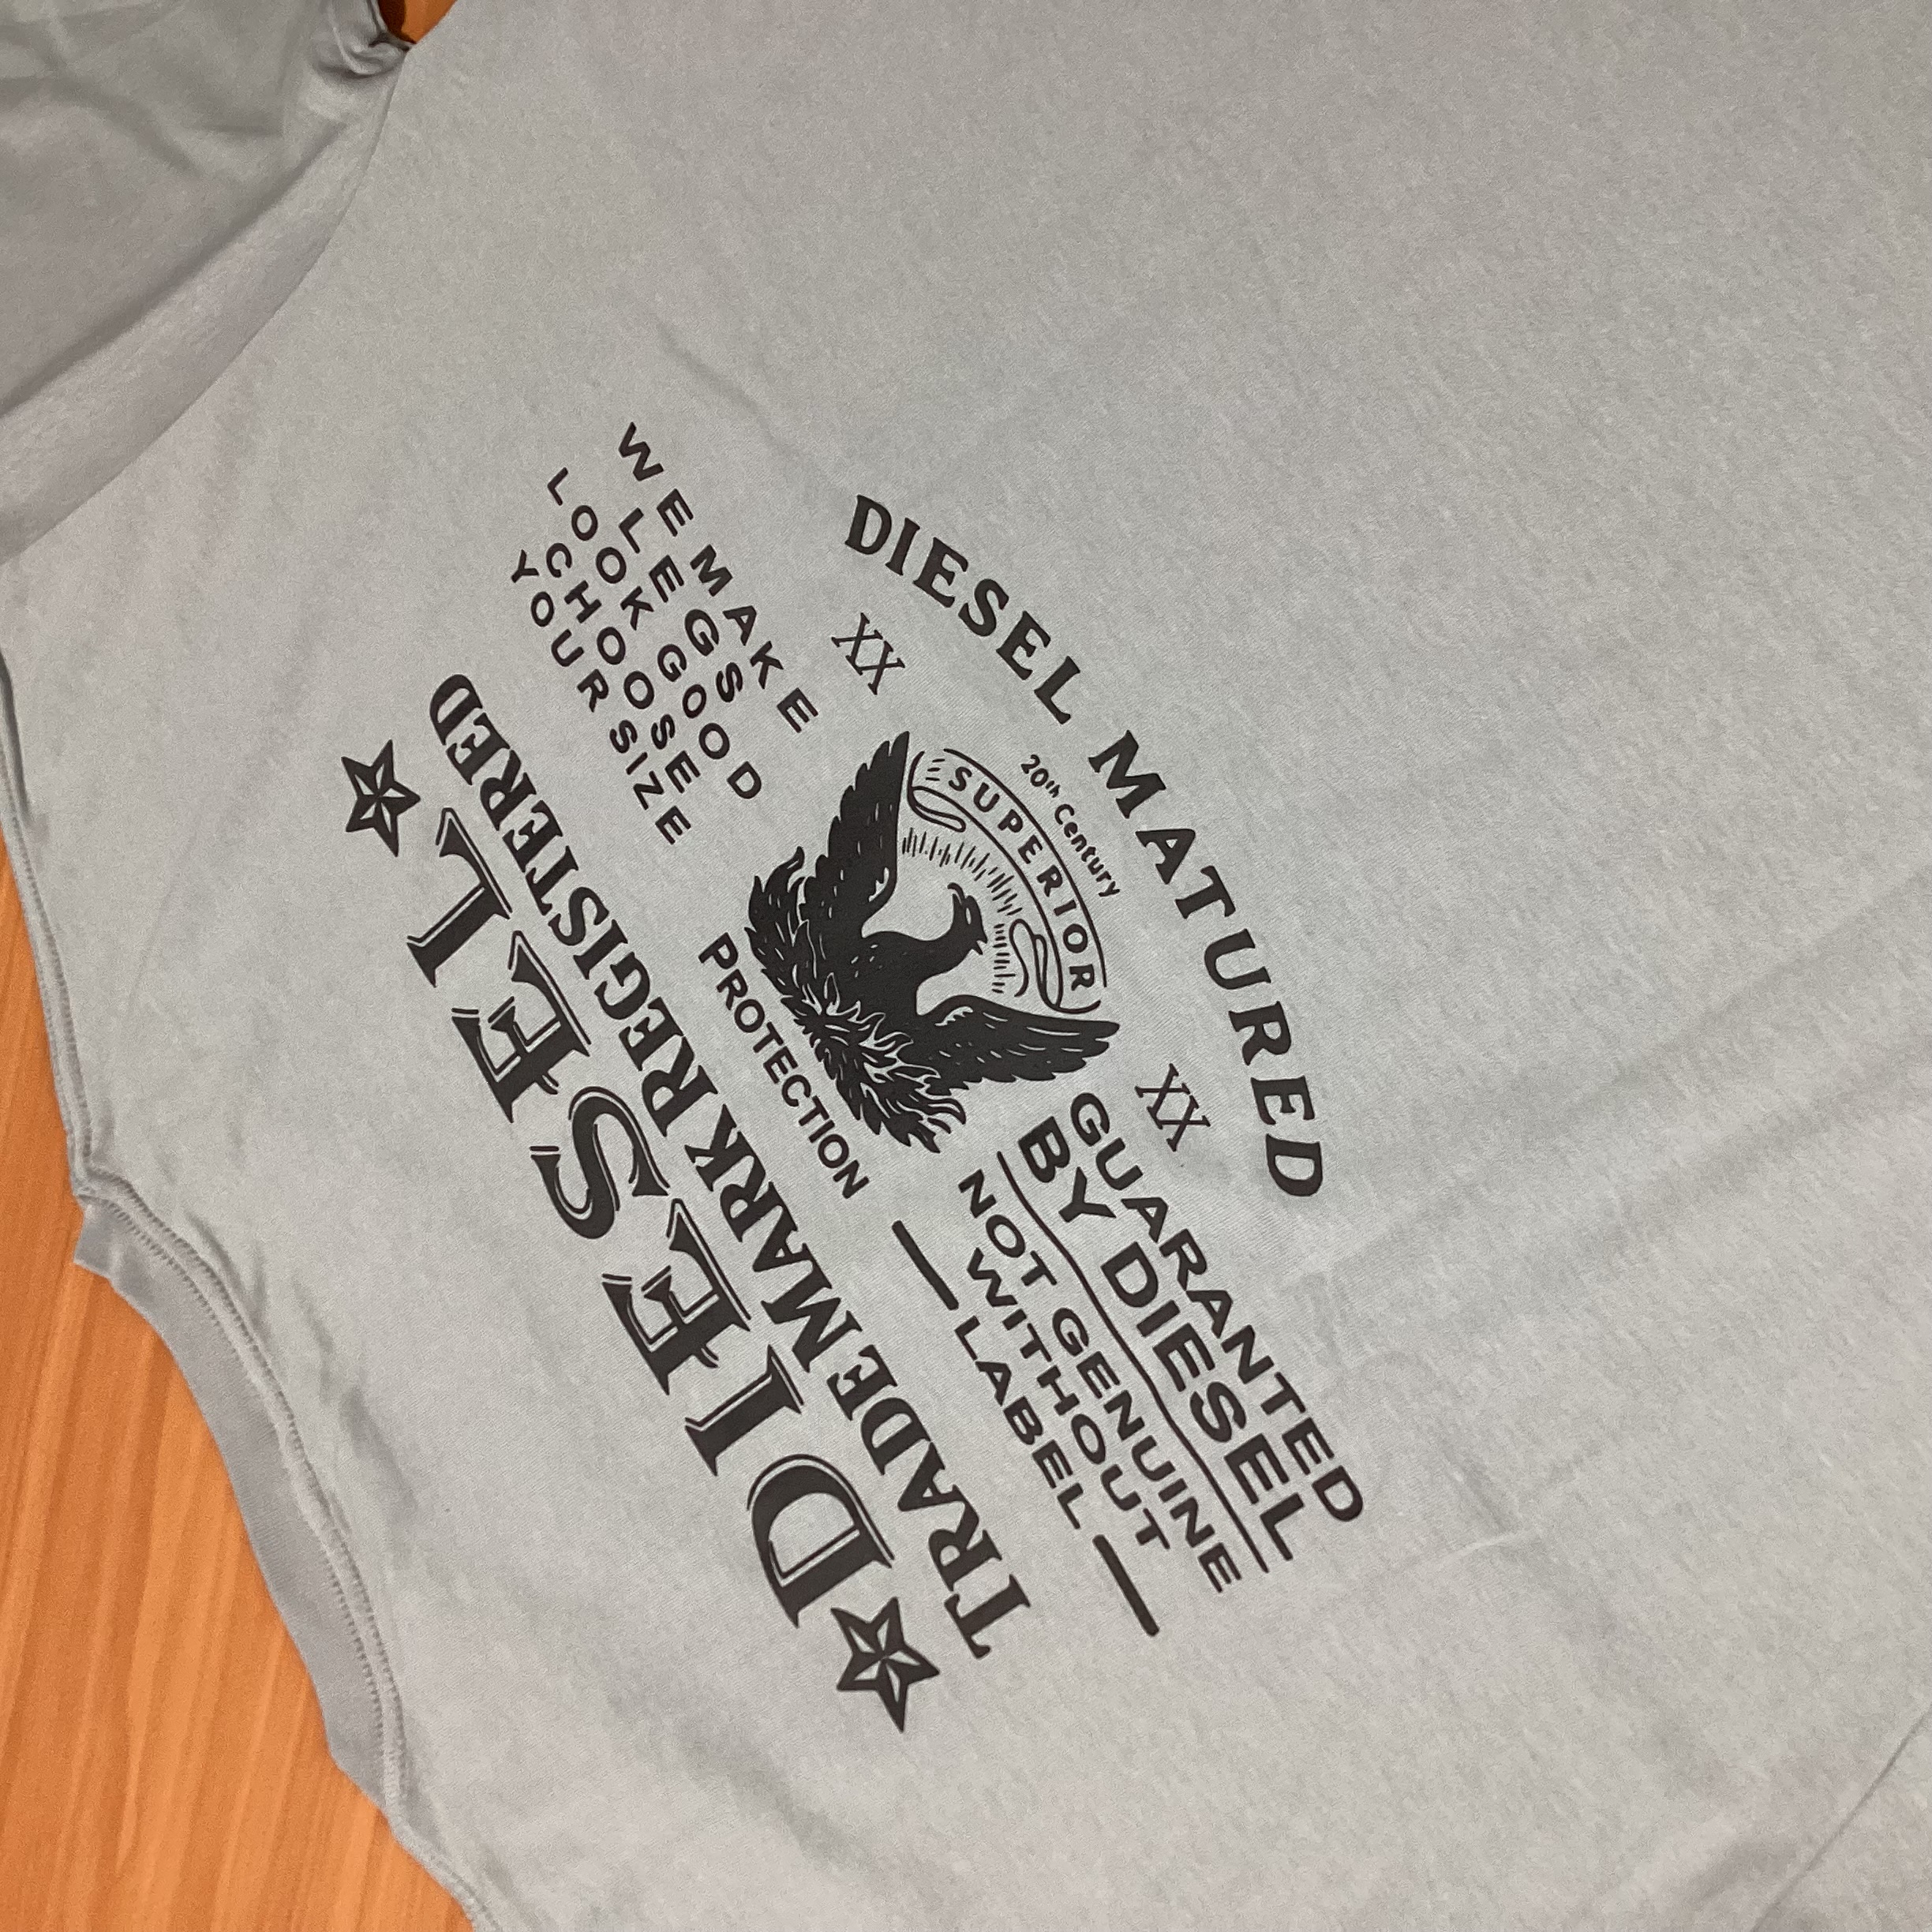 DIESEL MATURED
XX
XX
20th Century
SUPERIOR
WE MAKE
LEGS
LOOK GOOD
CHOOSE
YOUR SIZE
GUARANTED
BY DIESEL
NOT GENUINE
WITHOUT
LABEL
PROTECTION
DIESEL
TRADEMARK REGISTERED